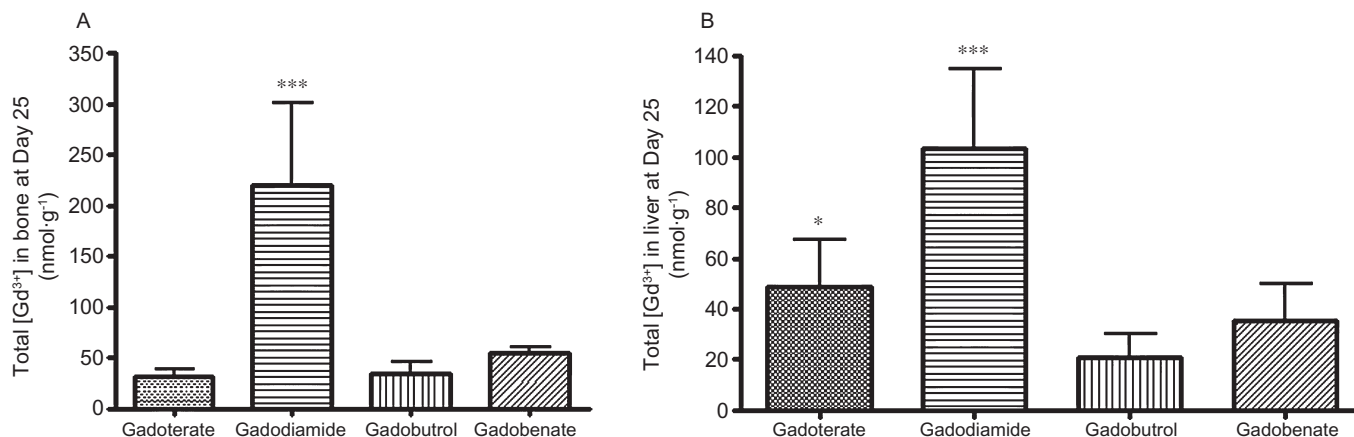 A
Total [Gd³⁺] in bone at Day 25
(nmol·g⁻¹)
350
300
250
200
150
100
50
0
***
Gadoterate Gadodiamide Gadobutrol Gadobenate
B
Total [Gd³⁺] in liver at Day 25
(nmol·g⁻¹)
140
120
100
80
60
40
20
0
*
***
Gadoterate Gadodiamide Gadobutrol Gadobenate